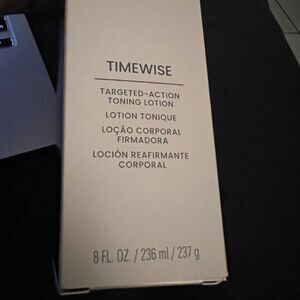 TIMEWISE
TARGETED-ACTION
TONING LOTION
LOTION TONIQUE
LOÇÃO CORPORAL
FIRMADORA
LOCIÓN REAFIRMANTE
CORPORAL
8 FL. OZ. / 236 ml / 237 g